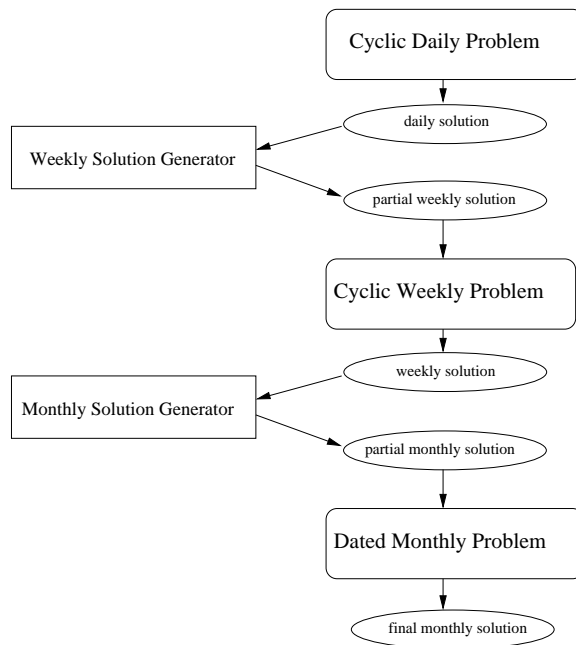 Cyclic Daily Problem
daily solution
Weekly Solution Generator
partial weekly solution
Cyclic Weekly Problem
weekly solution
Monthly Solution Generator
partial monthly solution
Dated Monthly Problem
final monthly solution